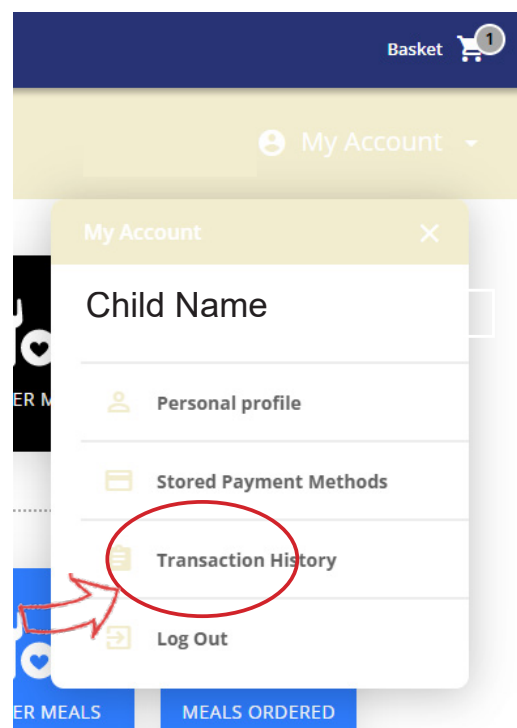 Basket 1
My Account
My Account
Child Name
ER M
Personal profile
Stored Payment Methods
Transaction History
Log Out
ER MEALS
MEALS ORDERED